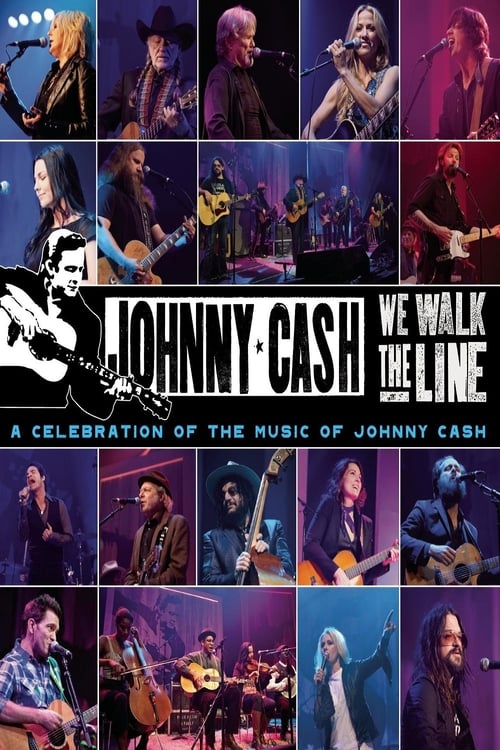 JOHNNY★CASH
WE WALK
THE LINE
A CELEBRATION OF THE MUSIC OF JOHNNY CASH